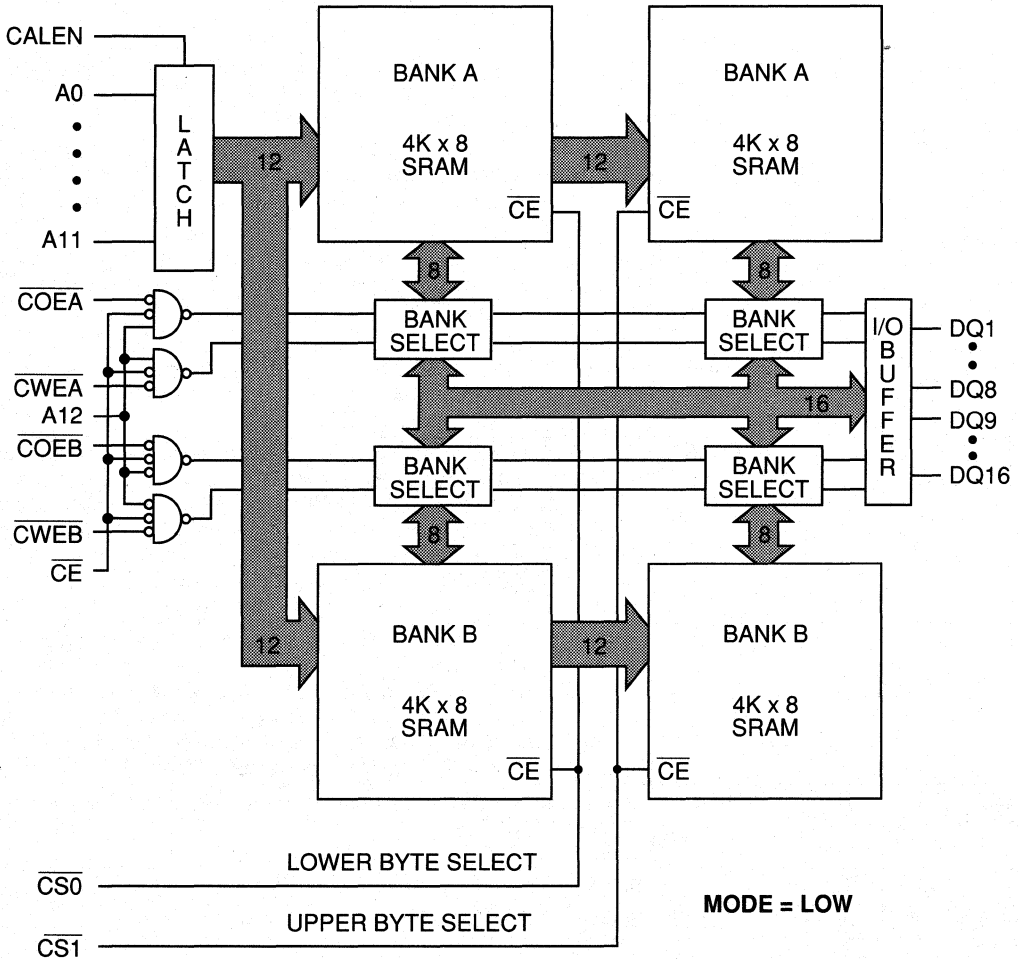 CALEN
A0
A11
LATCH
12
BANK A
4K x 8
SRAM
CE
12
BANK A
4K x 8
SRAM
CE
8
8
COEA
CWEA
A12
COEB
CWEB
CE
BANK
SELECT
BANK
SELECT
16
BANK
SELECT
BANK
SELECT
I/O
BUFFER
DQ1
DQ8
DQ9
DQ16
8
8
12
BANK B
4K x 8
SRAM
CE
12
BANK B
4K x 8
SRAM
CE
LOWER BYTE SELECT
CS0
UPPER BYTE SELECT
CS1
MODE = LOW